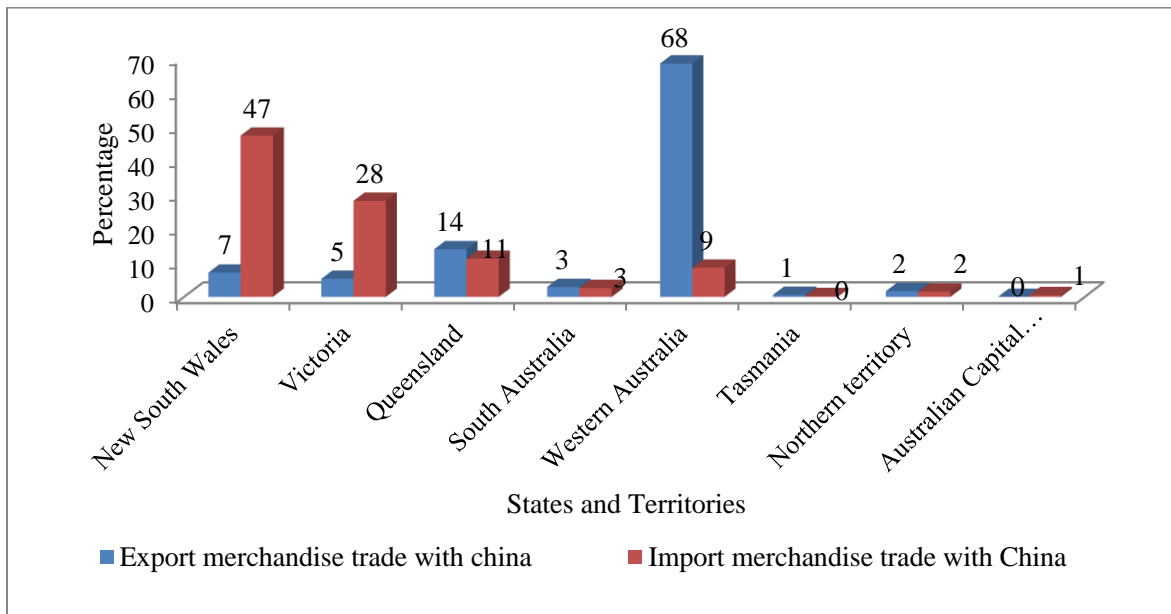 68
70
60
50
40
30
20
10
0
Percentage
47
28
7
5
14
11
3
3
9
1
0
2
2
0
1
New South Wales
Victoria
Queensland
South Australia
Western Australia
Tasmania
Northern territory
Australian Capital…
States and Territories
Export merchandise trade with china
Import merchandise trade with China